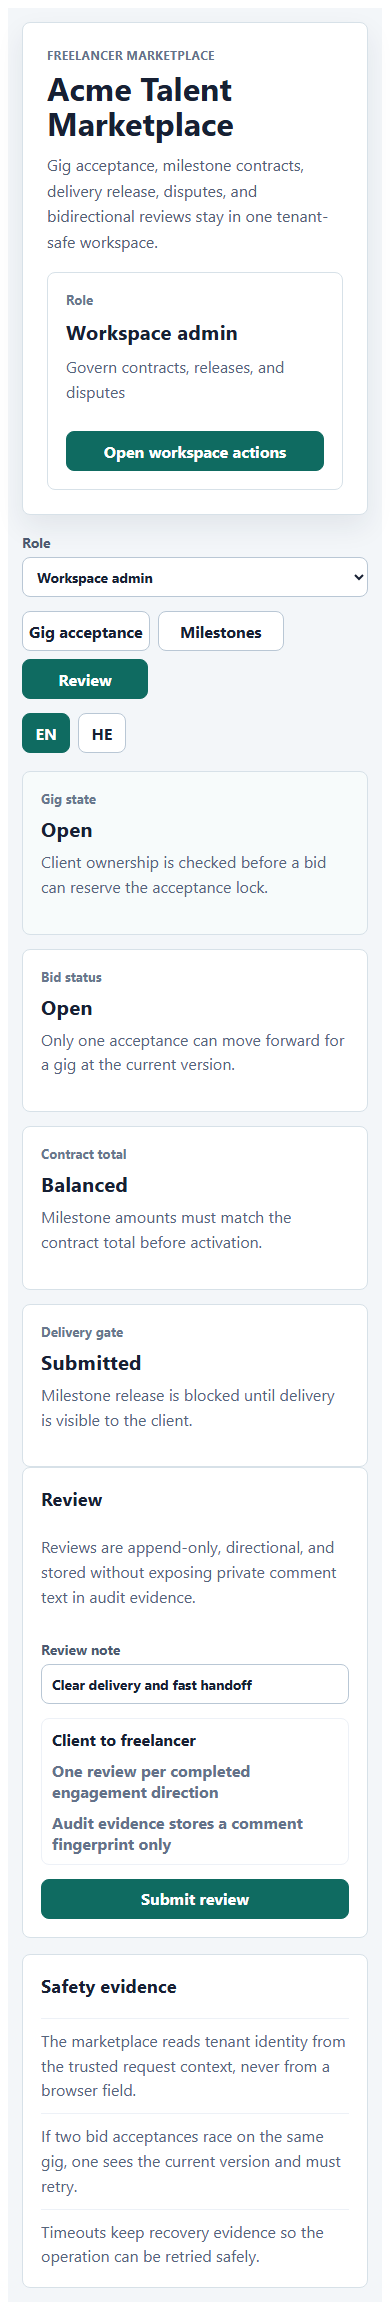 FREELANCER MARKETPLACE
Acme Talent
Marketplace
Gig acceptance, milestone contracts,
delivery release, disputes, and
bidirectional reviews stay in one tenant-
safe workspace.
Role
Workspace admin
Govern contracts, releases, and
disputes
Open workspace actions
Role
Workspace admin
Gig acceptance
Milestones
Review
EN
HE
Gig state
Open
Client ownership is checked before a bid
can reserve the acceptance lock.
Bid status
Open
Only one acceptance can move forward for
a gig at the current version.
Contract total
Balanced
Milestone amounts must match the
contract total before activation.
Delivery gate
Submitted
Milestone release is blocked until delivery
is visible to the client.
Review
Reviews are append-only, directional, and
stored without exposing private comment
text in audit evidence.
Review note
Clear delivery and fast handoff
Client to freelancer
One review per completed
engagement direction
Audit evidence stores a comment
fingerprint only
Submit review
Safety evidence
The marketplace reads tenant identity from
the trusted request context, never from a
browser field.
If two bid acceptances race on the same
gig, one sees the current version and must
retry.
Timeouts keep recovery evidence so the
operation can be retried safely.